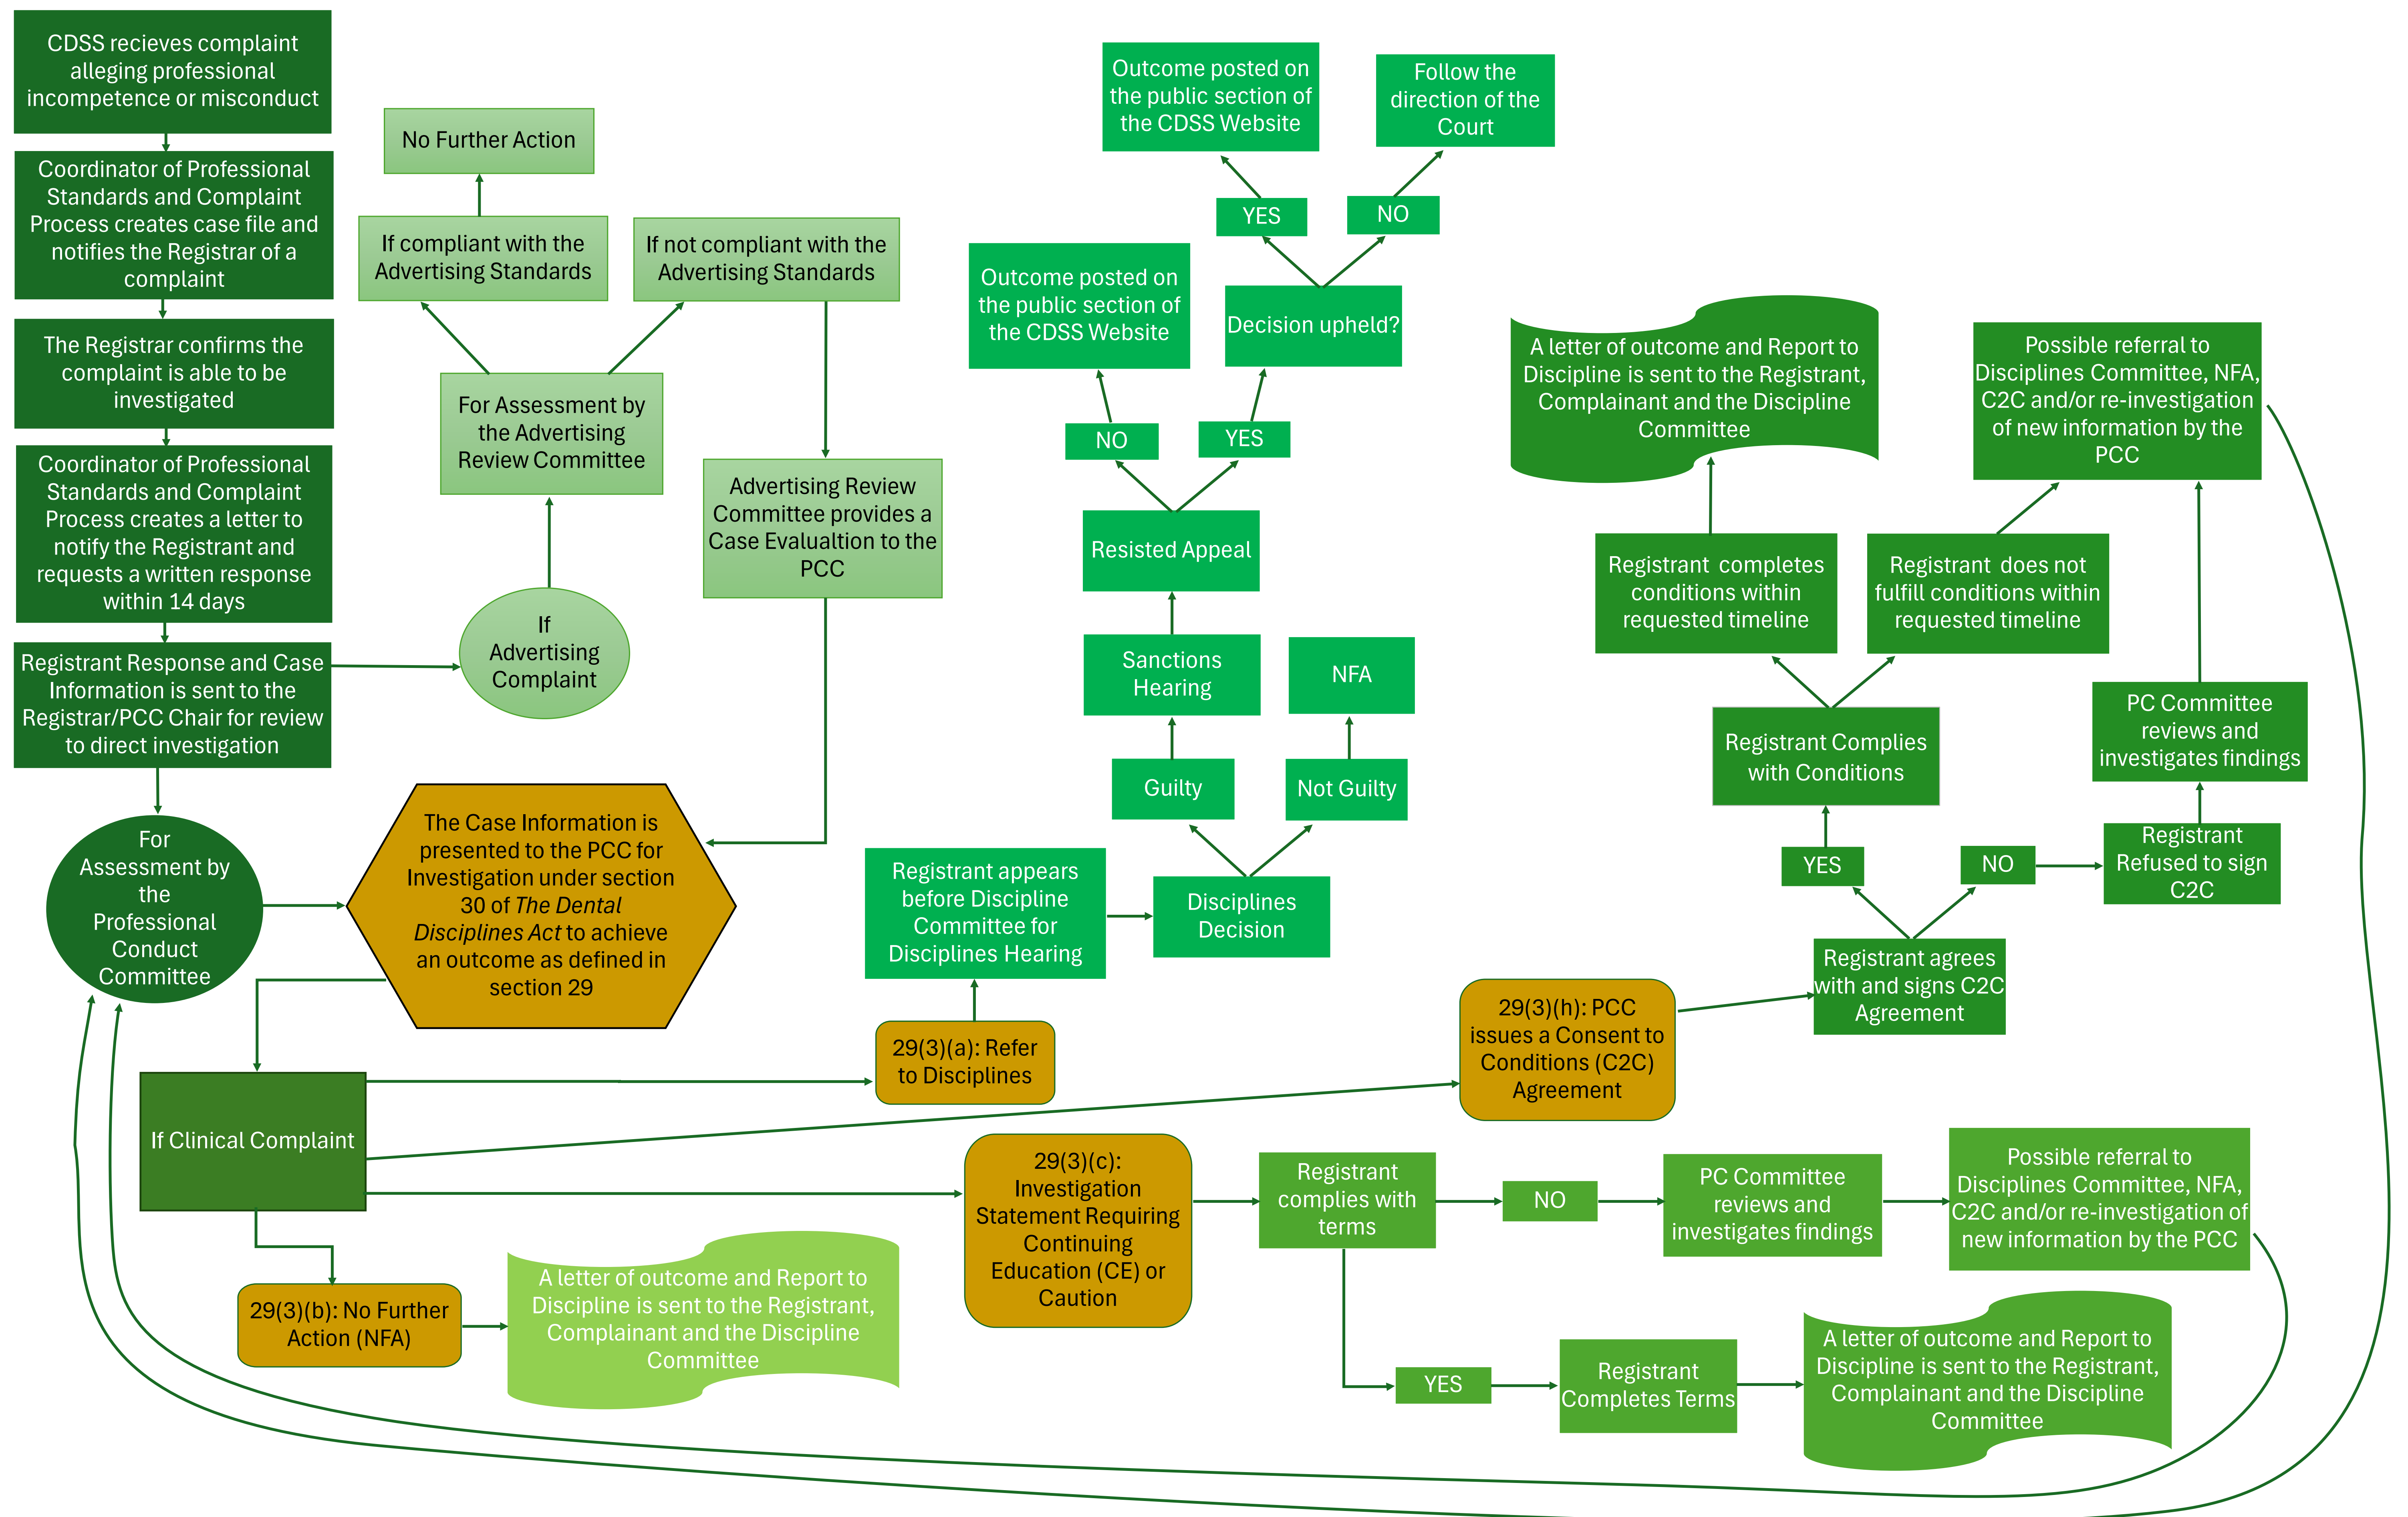 CDSS recieves complaint
alleging professional
incompetence or misconduct
Coordinator of Professional
Standards and Complaint
Process creates case file and
notifies the Registrar of a
complaint
The Registrar confirms the
complaint is able to be
investigated
Coordinator of Professional
Standards and Complaint
Process creates a letter to
notify the Registrant and
requests a written response
within 14 days
Registrant Response and Case
Information is sent to the
Registrar/PCC Chair for review
to direct investigation
For
Assessment by
the
Professional
Conduct
Committee
No Further Action
If compliant with the
Advertising Standards
If not compliant with the
Advertising Standards
For Assessment by
the Advertising
Review Committee
Advertising Review
Committee provides a
Case Evalualtion to the
PCC
If
Advertising
Complaint
The Case Information is
presented to the PCC for
Investigation under section
30 of The Dental
Disciplines Act to achieve
an outcome as defined in
section 29
If Clinical Complaint
29(3)(b): No Further
Action (NFA)
A letter of outcome and Report to
Discipline is sent to the Registrant,
Complainant and the Discipline
Committee
Outcome posted on
the public section of
the CDSS Website
Follow the
direction of the
Court
YES
NO
Outcome posted on
the public section of
the CDSS Website
Decision upheld?
NO
YES
Resisted Appeal
Sanctions
Hearing
NFA
Guilty
Not Guilty
Registrant appears
before Discipline
Committee for
Disciplines Hearing
Disciplines
Decision
29(3)(a): Refer
to Disciplines
A letter of outcome and Report to
Discipline is sent to the Registrant,
Complainant and the Discipline
Committee
Possible referral to
Disciplines Committee, NFA,
C2C and/or re-investigation
of new information by the
PCC
Registrant completes
conditions within
requested timeline
Registrant does not
fulfill conditions within
requested timeline
Registrant Complies
with Conditions
PC Committee
reviews and
investigates findings
YES
NO
Registrant
Refused to sign
C2C
Registrant agrees
with and signs C2C
Agreement
29(3)(h): PCC
issues a Consent to
Conditions (C2C)
Agreement
29(3)(c):
Investigation
Statement Requiring
Continuing
Education (CE) or
Caution
Registrant
complies with
terms
NO
PC Committee
reviews and
investigates findings
Possible referral to
Disciplines Committee, NFA,
C2C and/or re-investigation of
new information by the PCC
YES
Registrant
Completes Terms
A letter of outcome and Report to
Discipline is sent to the Registrant,
Complainant and the Discipline
Committee